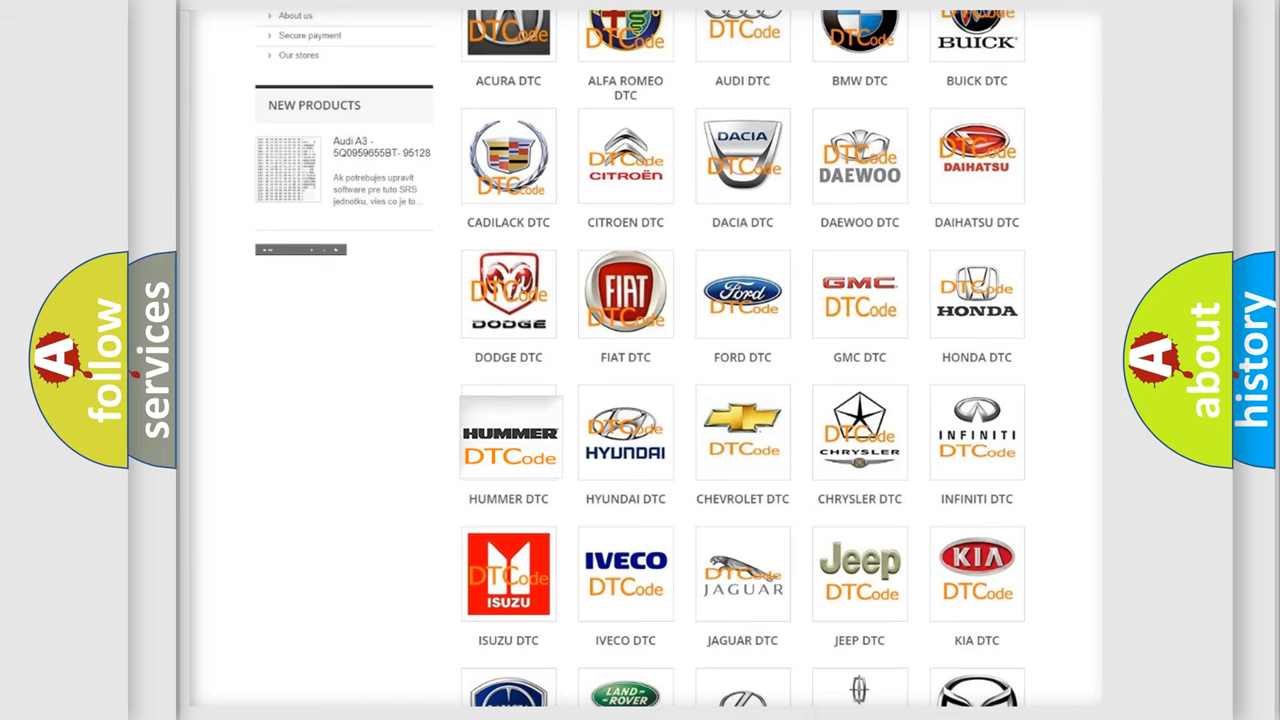 About us
Secure payment
Our stores
NEW PRODUCTS
Audi A3 -
5Q0959655BT- 95128
Ak potrebujes upravit
software pre tuto SRS
jednotku, vies co je to...
A follow
services
DTCode
DTCode
DTCode
DTCode
DTCode
BUICK
ACURA DTC
ALFA ROMEO
DTC
AUDI DTC
BMW DTC
BUICK DTC
DTCode
DTCode
CITROËN
DACIA
DTCode
DTCode
DAEWOO
DTCode
DAIHATSU
CADILACK DTC
CITROEN DTC
DACIA DTC
DAEWOO DTC
DAIHATSU DTC
DTCode
DODGE
FIAT
DTCode
Ford
DTCode
GMC
DTCode
DTCode
HONDA
DODGE DTC
FIAT DTC
FORD DTC
GMC DTC
HONDA DTC
HUMMER
DTCode
DTCode
HYUNDAI
DTCode
DTCode
CHRYSLER
INFINITI
DTCode
HUMMER DTC
HYUNDAI DTC
CHEVROLET DTC
CHRYSLER DTC
INFINITI DTC
DTCode
ISUZU
IVECO
DTCode
DTCode
JAGUAR
Jeep
DTCode
KIA
DTCode
ISUZU DTC
IVECO DTC
JAGUAR DTC
JEEP DTC
KIA DTC
LAND-
ROVER
A about
history